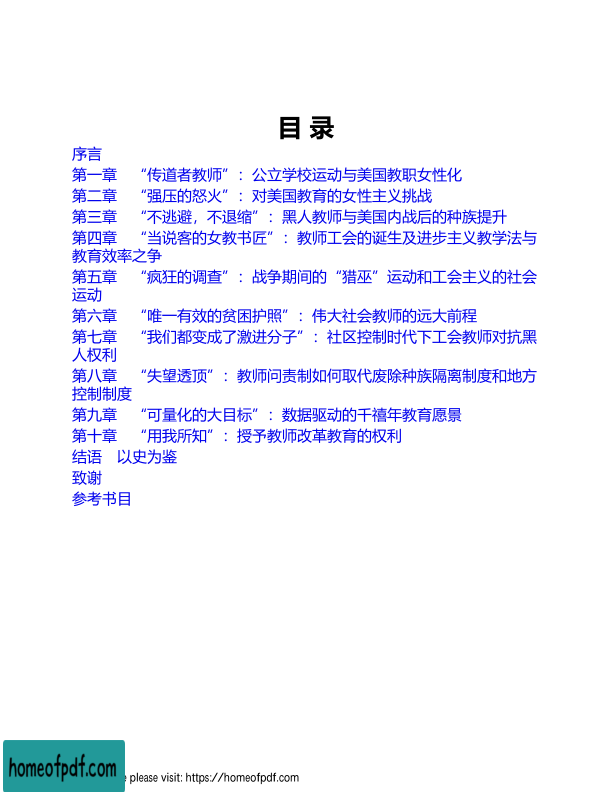 目 录
序言
第一章 “传道者教师”：公立学校运动与美国教职女性化
第二章 “强压的怒火”：对美国教育的女性主义挑战
第三章 “不逃避，不退缩”：黑人教师与美国内战后的种族提升
第四章 “当说客的女教书匠”：教师工会的诞生及进步主义教学法与
教育效率之争
第五章 “疯狂的调查”：战争期间的“猎巫”运动和工会主义的社会
运动
第六章 “唯一有效的贫困护照”：伟大社会教师的远大前程
第七章 “我们都变成了激进分子”：社区控制时代下工会教师对抗黑
人权利
第八章 “失望透顶”：教师问责制如何取代废除种族隔离制度和地方
控制制度
第九章 “可量化的大目标”：数据驱动的千禧年教育愿景
第十章 “用我所知”：授予教师改革教育的权利
结语 以史为鉴
致谢
参考书目
homeofpdf.com
please visit: https://homeofpdf.com